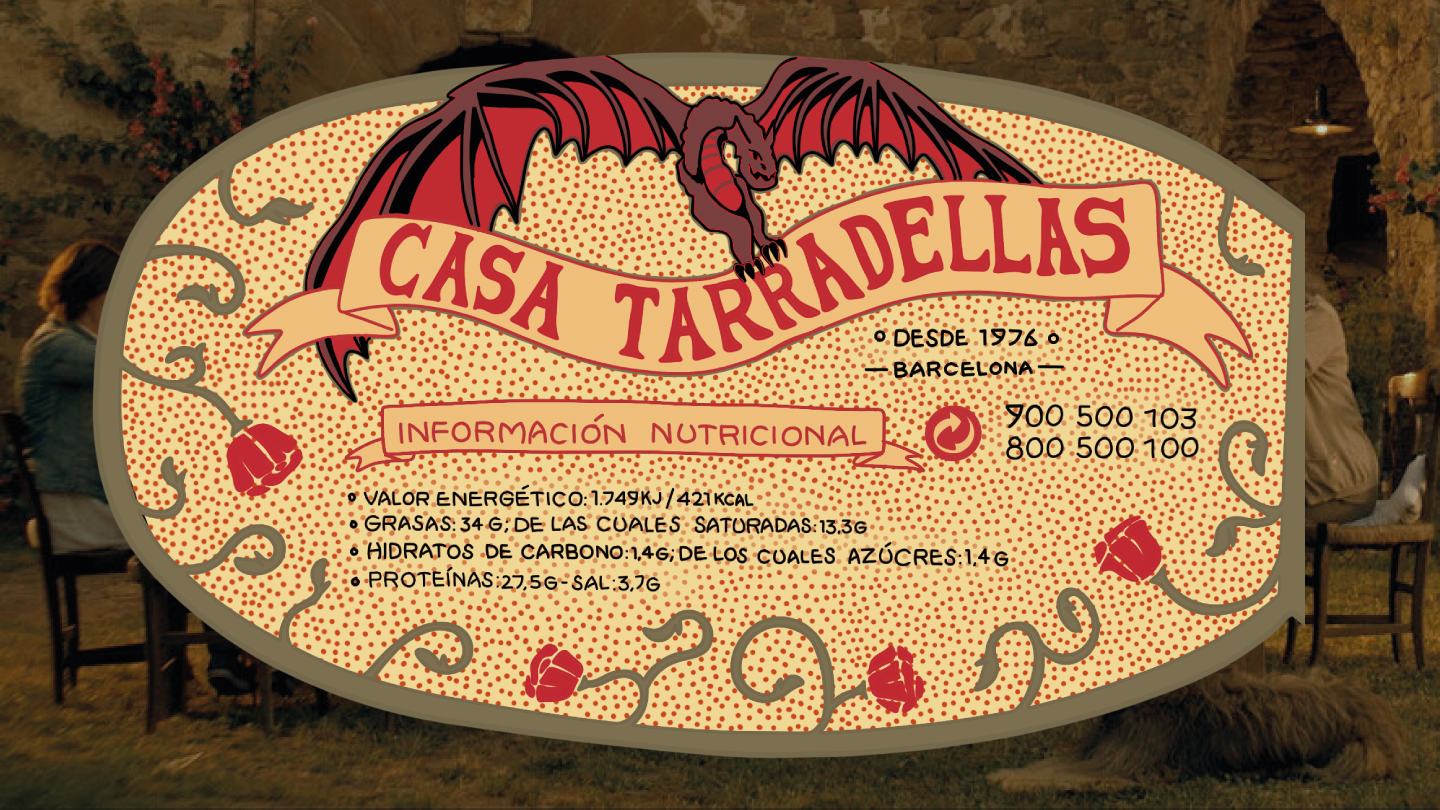 CASA TARRADELLAS
° DESDE 1976 °
—BARCELONA—
INFORMACIÓN NUTRICIONAL
900 500 103
800 500 100
° VALOR ENERGÉTICO: 1.749KJ/421KCAL
° GRASAS: 34 G; DE LAS CUALES SATURADAS: 13,3G
° HIDRATOS DE CARBONO: 1,4G; DE LOS CUALES AZÚCRES: 1,4 G
° PROTEÍNAS: 27,5G - SAL: 3,7G